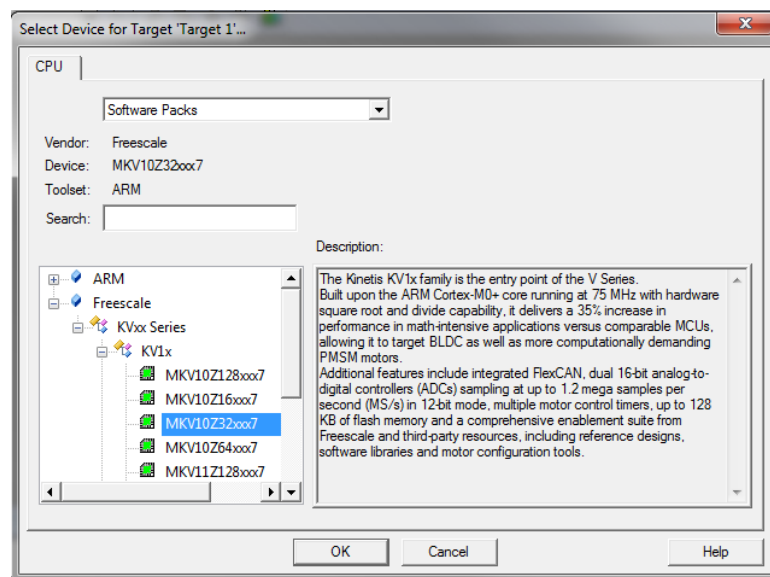 Select Device for Target 'Target 1'...
CPU
Software Packs
Vendor: Freescale
Device: MKV10Z32xxx7
Toolset: ARM
Search:
Description:
ARM
Freescale
KVxx Series
KV1x
MKV10Z128xxx7
MKV10Z16xxx7
MKV10Z32xxx7
MKV10Z64xxx7
MKV11Z128xxx7
The Kinetis KV1x family is the entry point of the V Series.
Built upon the ARM Cortex-M0+ core running at 75 MHz with hardware
square root and divide capability, it delivers a 35% increase in
performance in math-intensive applications versus comparable MCUs,
allowing it to target BLDC as well as more computationally demanding
PMSM motors.
Additional features include integrated FlexCAN, dual 16-bit analog-to-
digital controllers (ADCs) sampling at up to 1.2 mega samples per
second (MS/s) in 12-bit mode, multiple motor control timers, up to 128
KB of flash memory and a comprehensive enablement suite from
Freescale and third-party resources, including reference designs,
software libraries and motor configuration tools.
OK
Cancel
Help